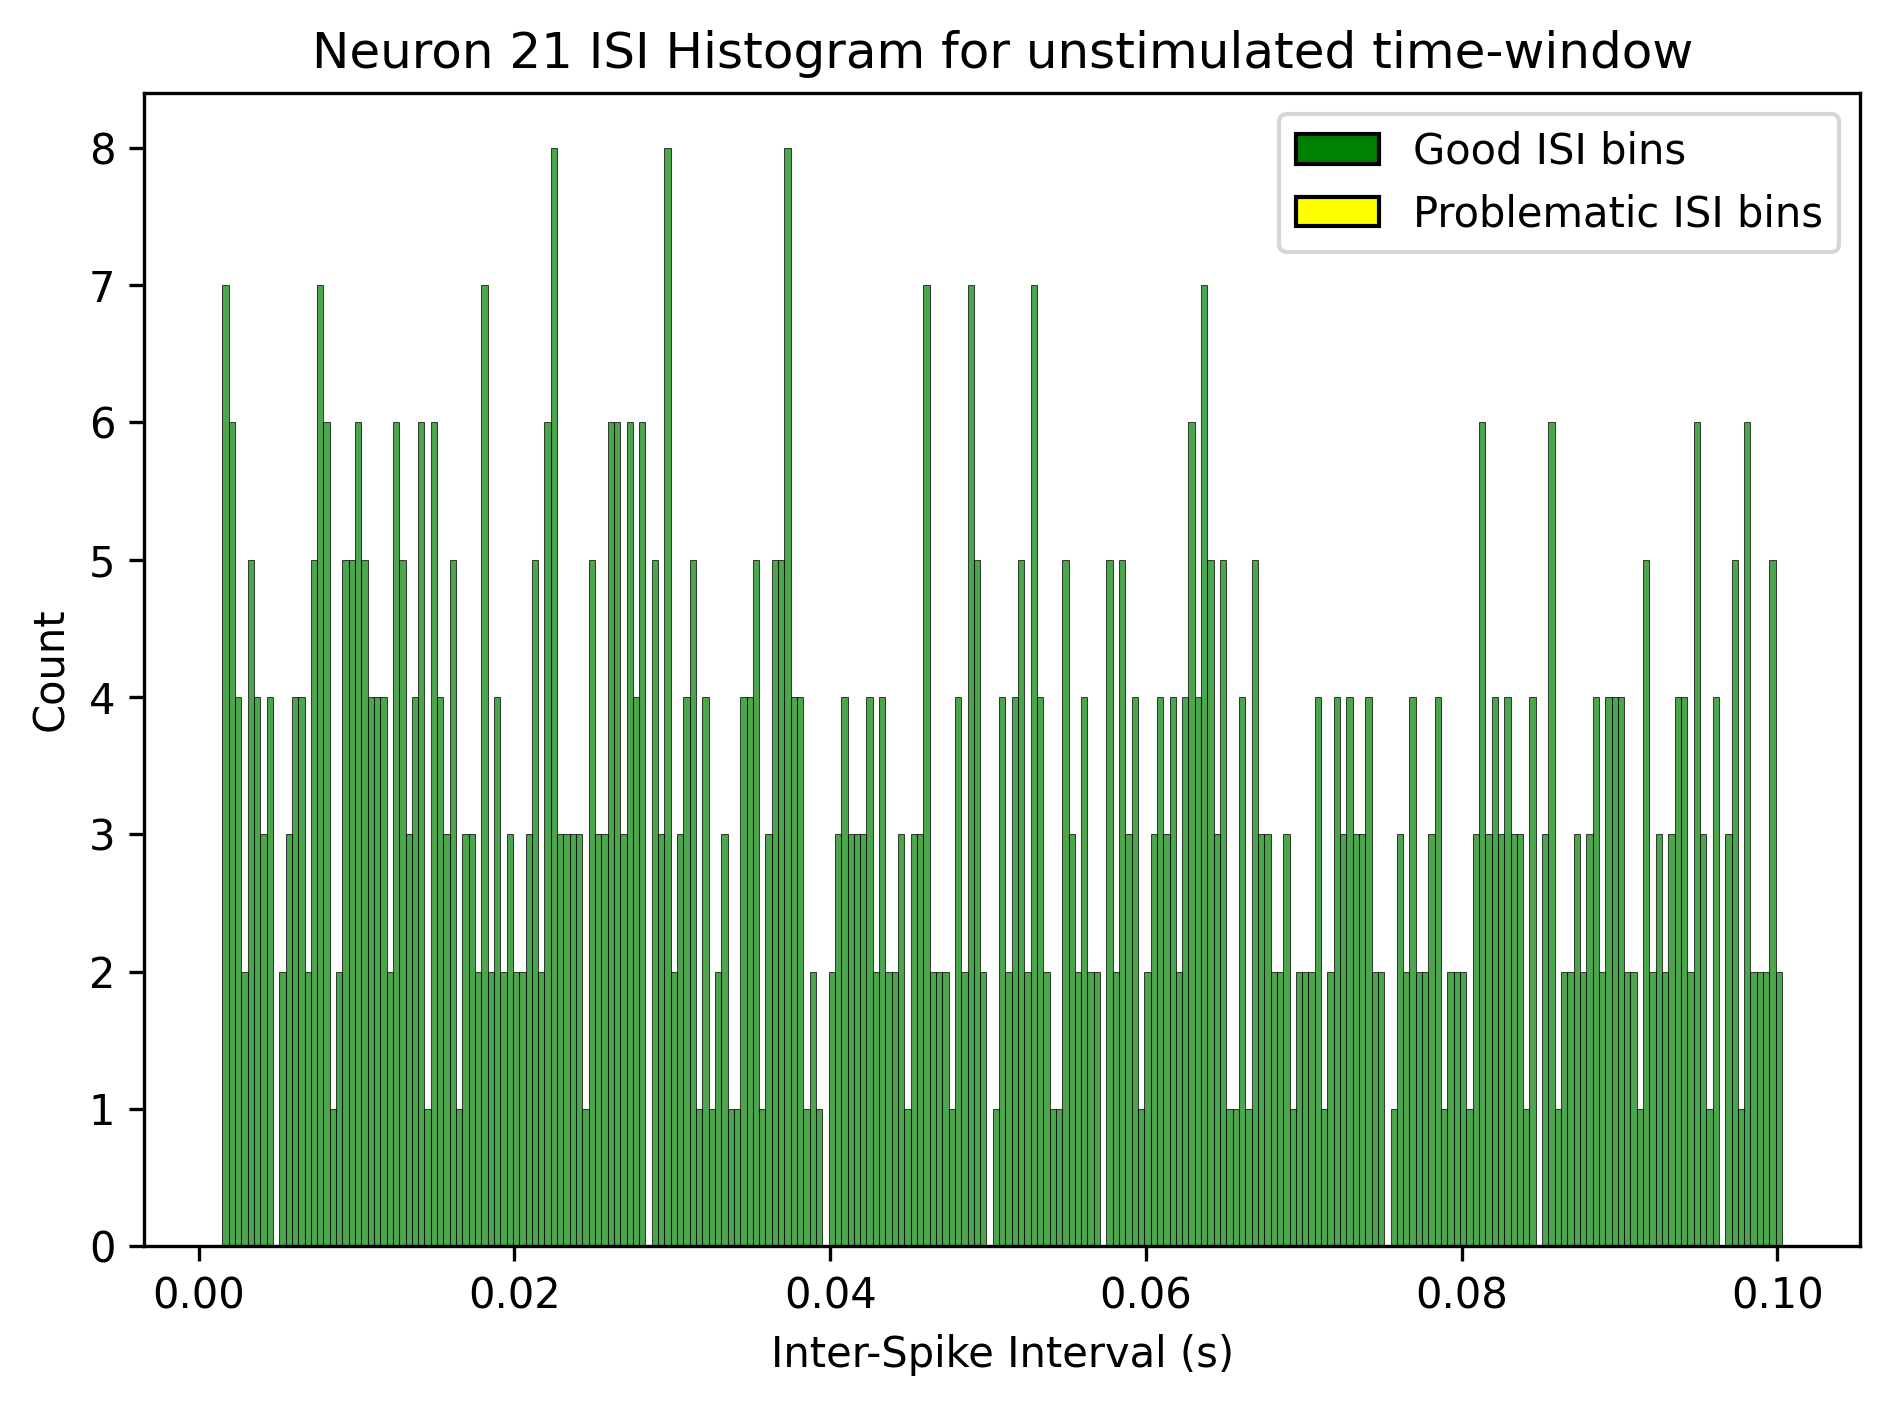 Neuron 21 ISI Histogram for unstimulated time-window
Good ISI bins
Problematic ISI bins
8
7
6
5
4
3
2
1
0
Count
0.00 0.02 0.04 0.06 0.08 0.10
Inter-Spike Interval (s)